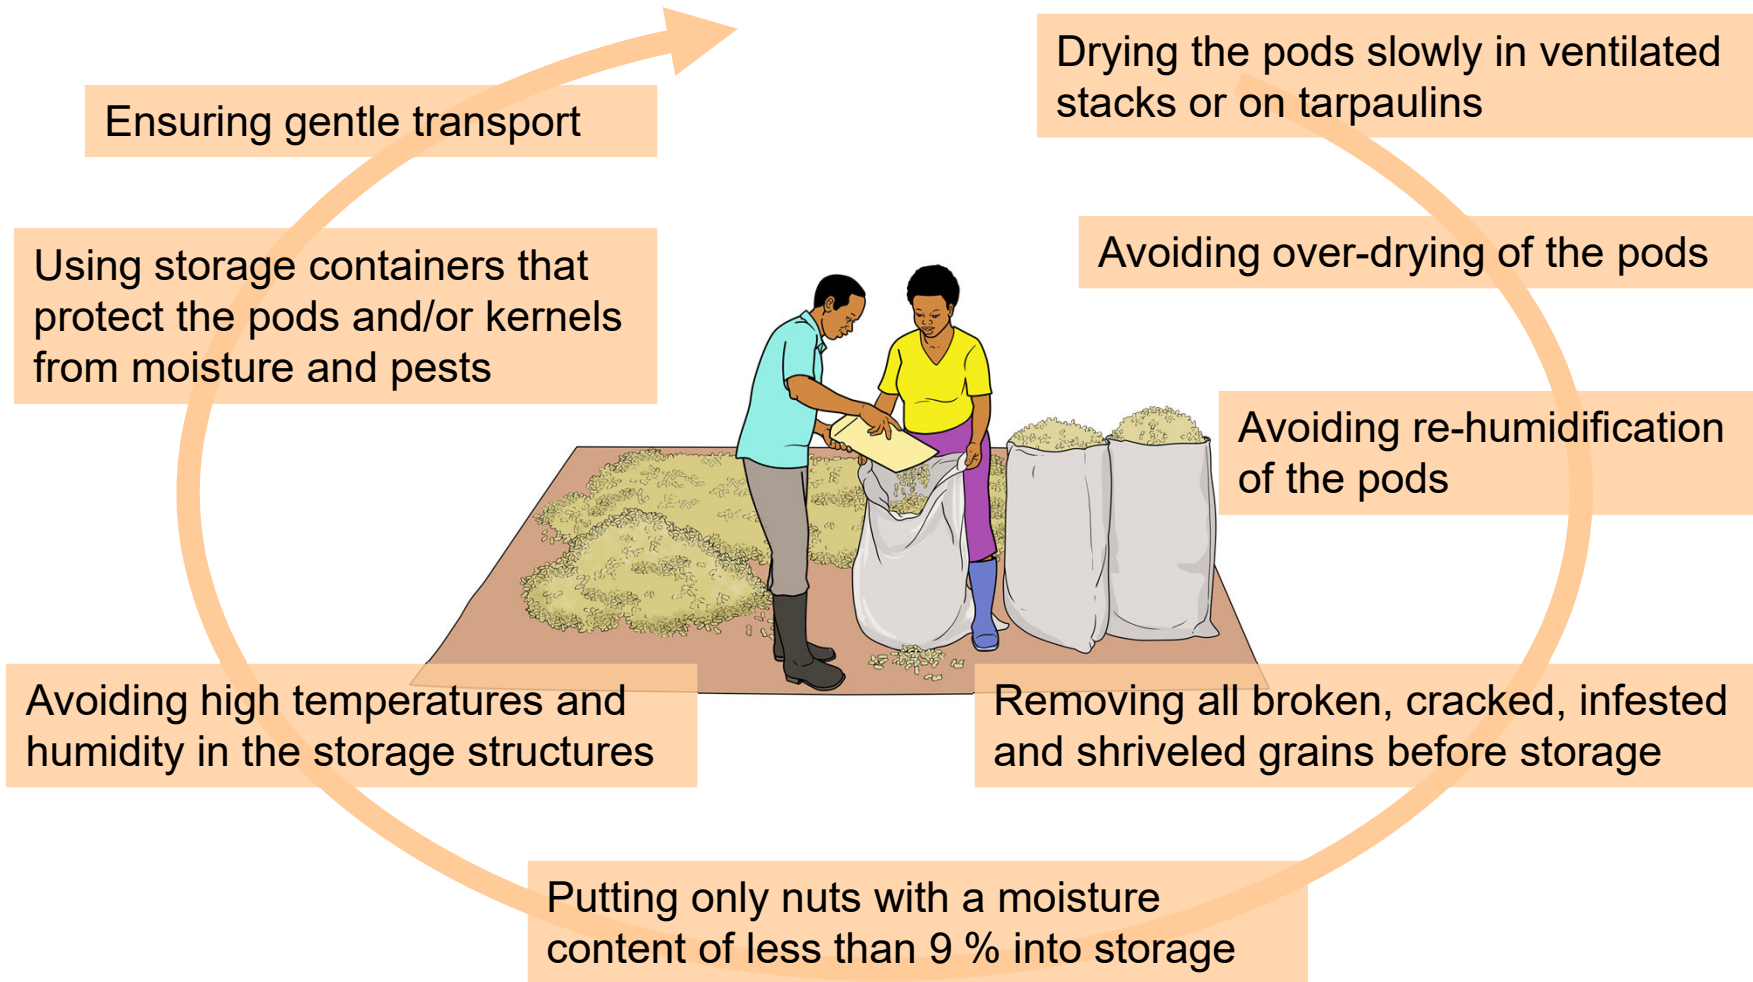 Drying the pods slowly in ventilated
stacks or on tarpaulins
Avoiding over-drying of the pods
Avoiding re-humidification
of the pods
Removing all broken, cracked, infested
and shriveled grains before storage
Putting only nuts with a moisture
content of less than 9 % into storage
Avoiding high temperatures and
humidity in the storage structures
Using storage containers that
protect the pods and/or kernels
from moisture and pests
Ensuring gentle transport